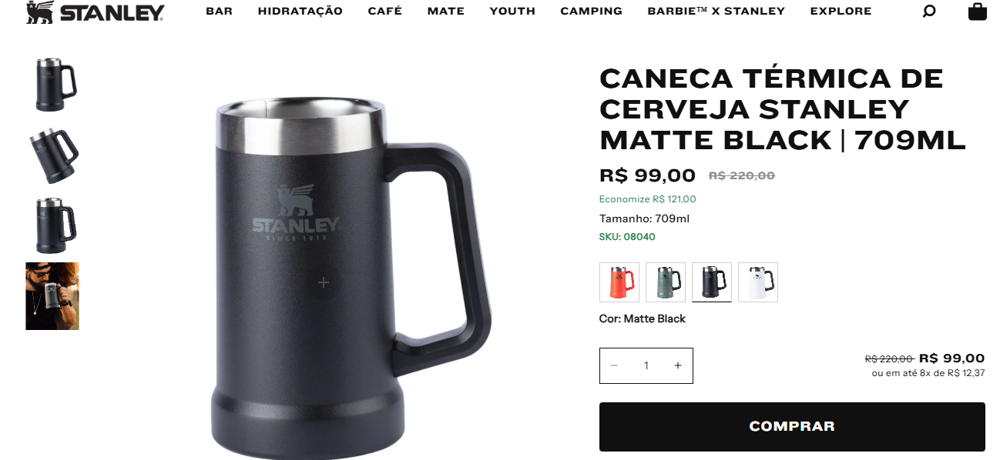 STANLEY
BAR HIDRATAÇÃO CAFÉ MATE YOUTH CAMPING BARBIE™ X STANLEY EXPLORE
STANLEY
SINCE 1913
CANECA TÉRMICA DE
CERVEJA STANLEY
MATTE BLACK | 709ML
R$ 99,00 R$ 220,00
Economize R$ 121,00
Tamanho: 709ml
SKU: 08040
Cor: Matte Black
− 1 +
R$ 220,00 R$ 99,00
ou em até 8x de R$ 12,37
COMPRAR